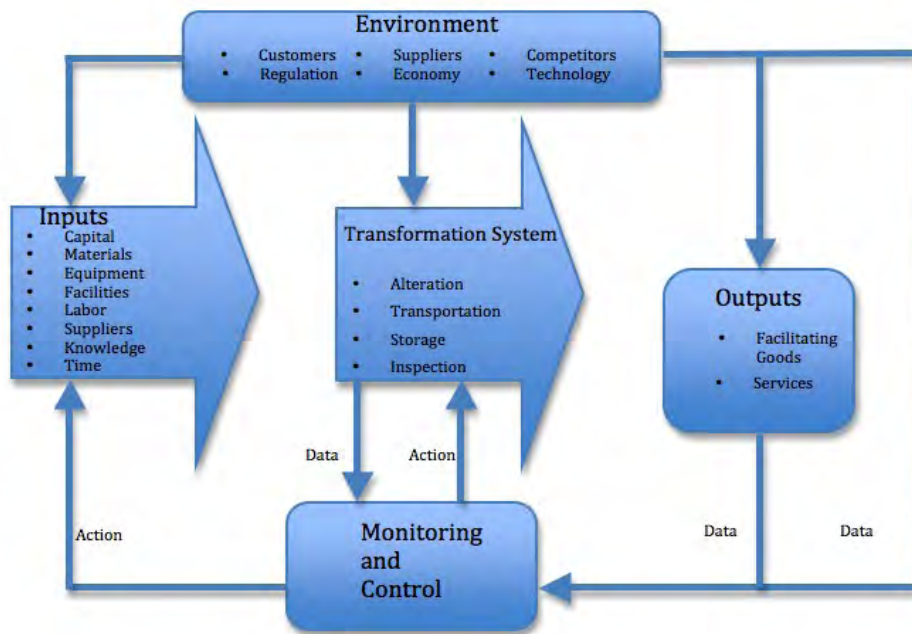 Environment
• Customers • Suppliers • Competitors
• Regulation • Economy • Technology
Inputs
• Capital
• Materials
• Equipment
• Facilities
• Labor
• Suppliers
• Knowledge
• Time
Transformation System
• Alteration
• Transportation
• Storage
• Inspection
Outputs
• Facilitating
Goods
• Services
Data
Action
Action
Monitoring
and
Control
Data
Data